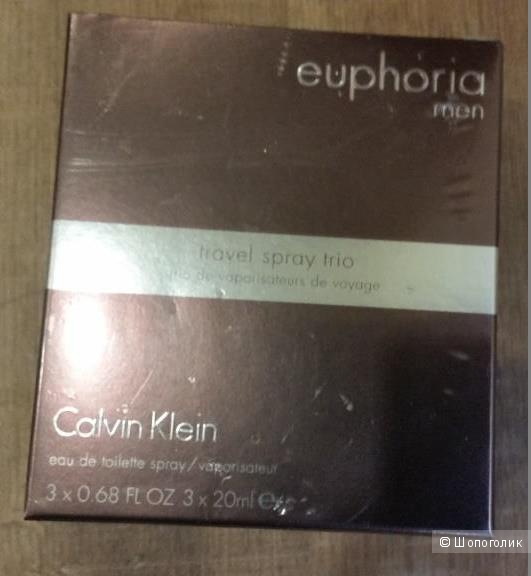 euphoria
men
travel spray trio
trio de vaporisateurs de voyage
Calvin Klein
eau de toilette spray/vaporisateur
3 x 0.68 FL OZ 3 x 20ml e
© Шопоголик